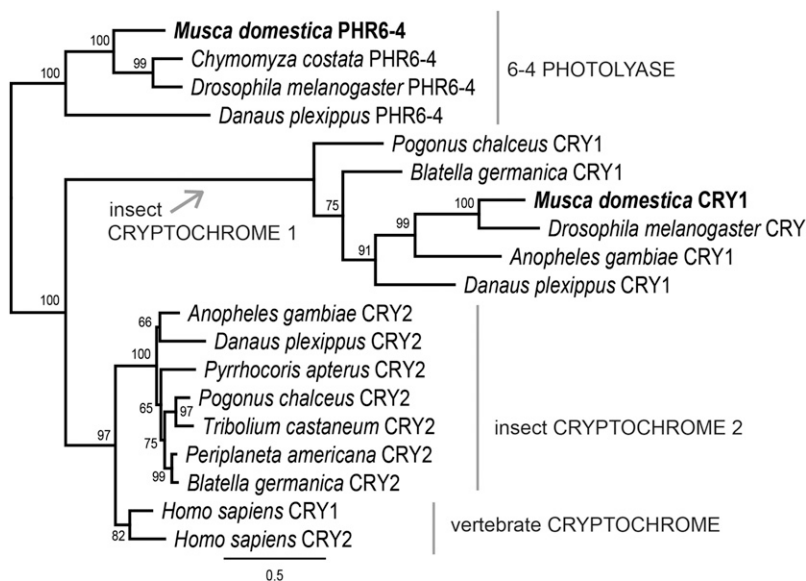 Musca domestica PHR6-4
100
Chymomyza costata PHR6-4
99
Drosophila melanogaster PHR6-4
100
6-4 PHOTOLYASE
Danaus plexippus PHR6-4
Pogonus chalceus CRY1
Blatella germanica CRY1
Musca domestica CRY1
insect
CRYPTOCHROME 1
75
100
99
Drosophila melanogaster CRY
91
Anopheles gambiae CRY1
Danaus plexippus CRY1
100
Anopheles gambiae CRY2
66
Danaus plexippus CRY2
100
Pyrrhocoris apterus CRY2
Pogonus chalceus CRY2
65
97
Tribolium castaneum CRY2
insect CRYPTOCHROME 2
97
75
Periplaneta americana CRY2
99
Blatella germanica CRY2
Homo sapiens CRY1
vertebrate CRYPTOCHROME
82
Homo sapiens CRY2
0.5